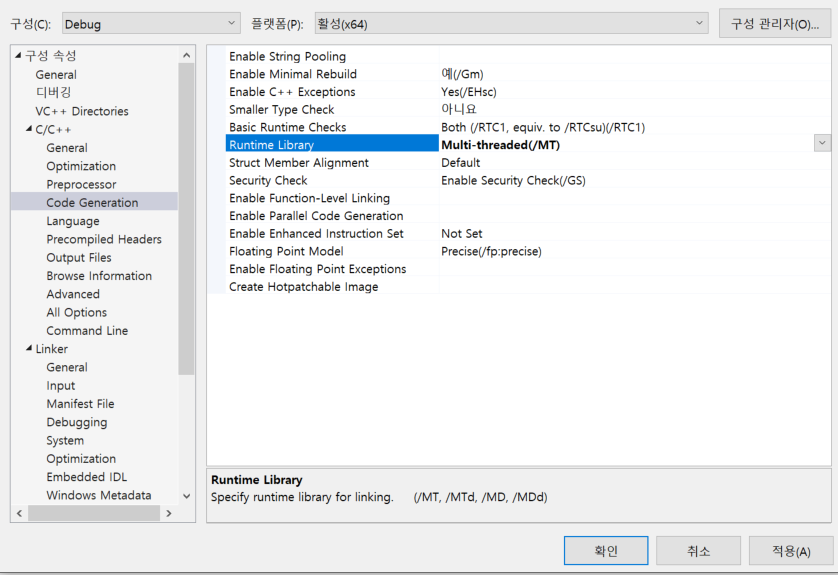 구성(C): Debug 플랫폼(P): 활성(x64) 구성 관리자(O)...
구성 속성
General
디버깅
VC++ Directories
C/C++
General
Optimization
Preprocessor
Code Generation
Language
Precompiled Headers
Output Files
Browse Information
Advanced
All Options
Command Line
Linker
General
Input
Manifest File
Debugging
System
Optimization
Embedded IDL
Windows Metadata
Enable String Pooling
Enable Minimal Rebuild 예(/Gm)
Enable C++ Exceptions Yes(/EHsc)
Smaller Type Check 아니요
Basic Runtime Checks Both (/RTC1, equiv. to /RTCsu)(/RTC1)
Runtime Library Multi-threaded(/MT)
Struct Member Alignment Default
Security Check Enable Security Check(/GS)
Enable Function-Level Linking
Enable Parallel Code Generation
Enable Enhanced Instruction Set Not Set
Floating Point Model Precise(/fp:precise)
Enable Floating Point Exceptions
Create Hotpatchable Image
Runtime Library
Specify runtime library for linking. (/MT, /MTd, /MD, /MDd)
확인 취소 적용(A)